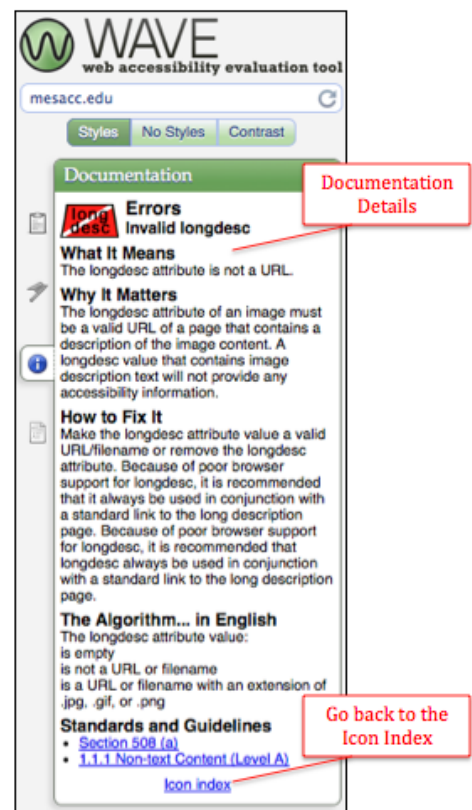 WAVE
web accessibility evaluation tool
mesacc.edu
Styles No Styles Contrast
Documentation
Documentation
Details
long
desc
Errors
Invalid longdesc
What It Means
The longdesc attribute is not a URL.
Why It Matters
The longdesc attribute of an image must
be a valid URL of a page that contains a
description of the image content. A
longdesc value that contains image
description text will not provide any
accessibility information.
How to Fix It
Make the longdesc attribute value a valid
URL/filename or remove the longdesc
attribute. Because of poor browser
support for longdesc, it is recommended
that it always be used in conjunction with
a standard link to the long description
page. Because of poor browser support
for longdesc, it is recommended that
longdesc always be used in conjunction
with a standard link to the long description
page.
The Algorithm... in English
The longdesc attribute value:
is empty
is not a URL or filename
is a URL or filename with an extension of
.jpg, .gif, or .png
Go back to the
Icon Index
Standards and Guidelines
• Section 508 (a)
• 1.1.1 Non-text Content (Level A)
Icon index